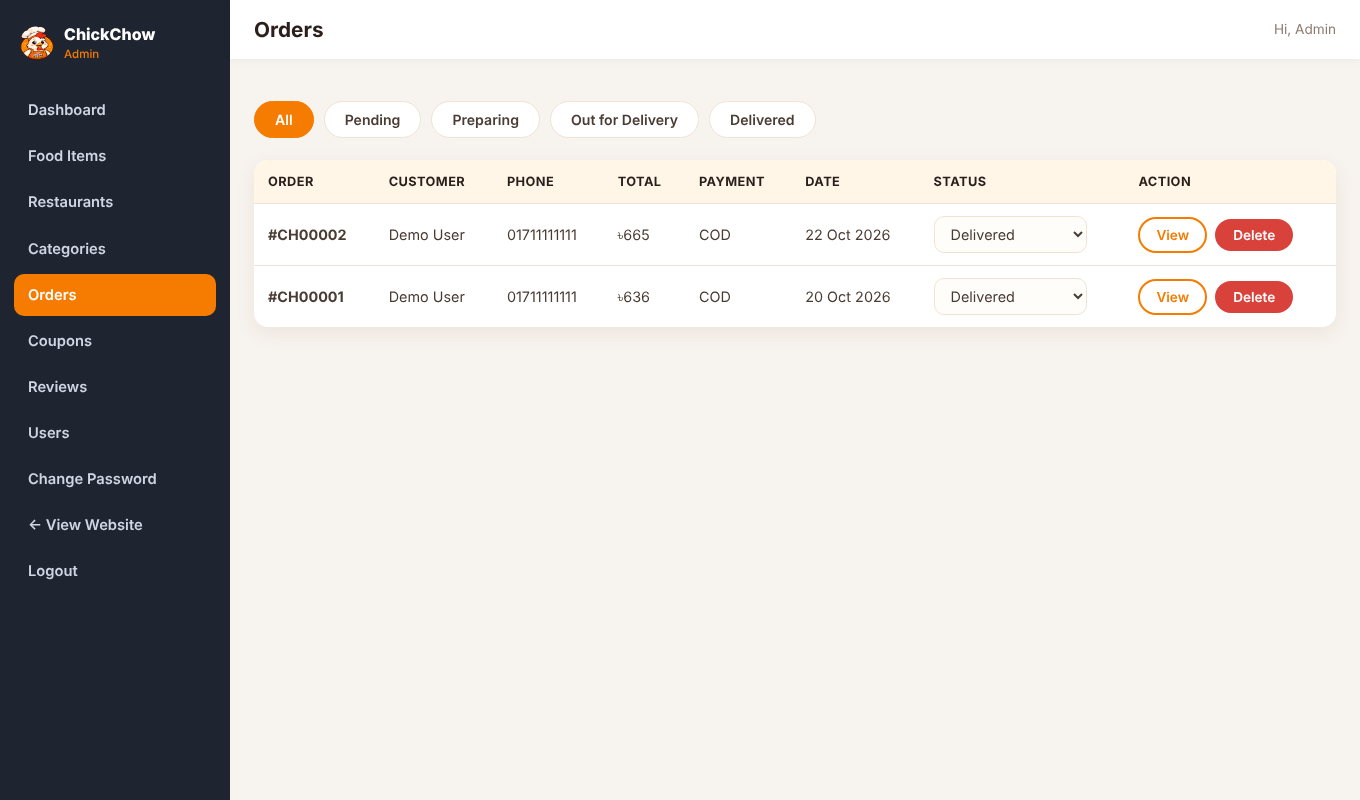 ChickChow
Admin
Dashboard
Food Items
Restaurants
Categories
Orders
Coupons
Reviews
Users
Change Password
← View Website
Logout
Orders
Hi, Admin
All Pending Preparing Out for Delivery Delivered
ORDER CUSTOMER PHONE TOTAL PAYMENT DATE STATUS ACTION
#CH00002 Demo User 01711111111 ৳665 COD 22 Oct 2026 Delivered View Delete
#CH00001 Demo User 01711111111 ৳636 COD 20 Oct 2026 Delivered View Delete